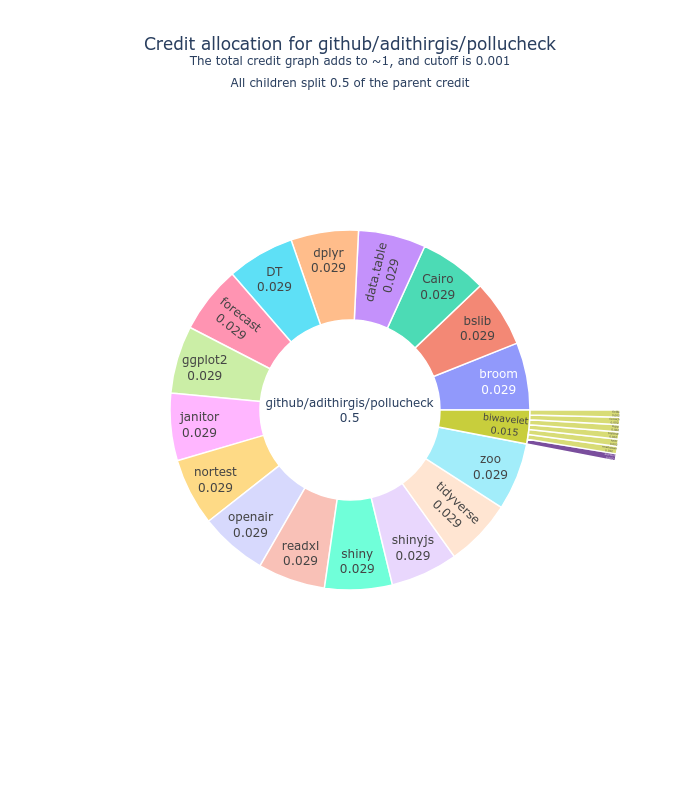 Credit allocation for github/adithirgis/pollucheck
The total credit graph adds to ~1, and cutoff is 0.001
All children split 0.5 of the parent credit
github/adithirgis/pollucheck
0.5
broom
0.029
bslib
0.029
Cairo
0.029
data.table
0.029
dplyr
0.029
DT
0.029
forecast
0.029
ggplot2
0.029
janitor
0.029
nortest
0.029
openair
0.029
readxl
0.029
shiny
0.029
shinyjs
0.029
tidyverse
0.029
zoo
0.029
biwavelet
0.015